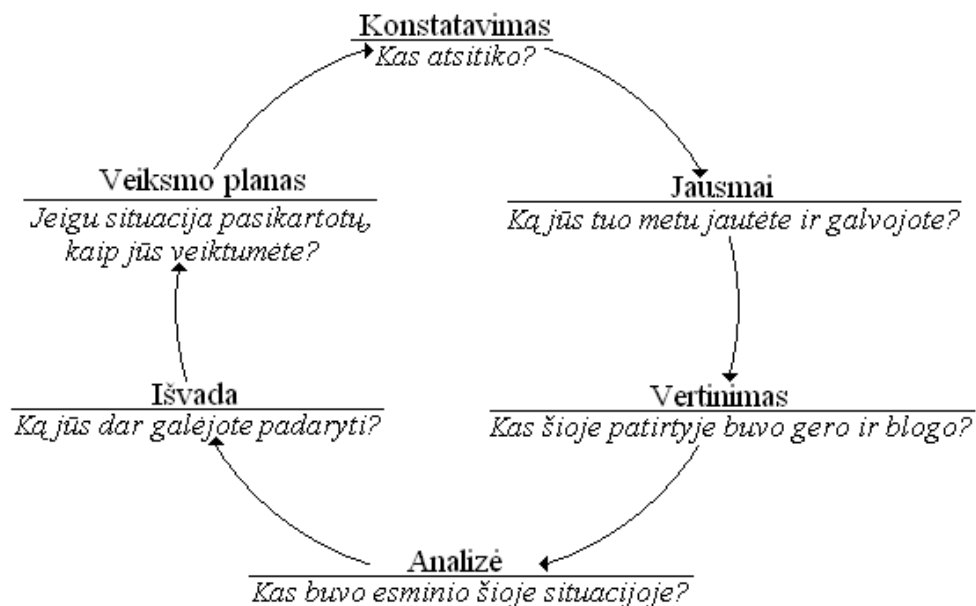 Konstatavimas
Kas atsitiko?
Jausmai
Ką jūs tuo metu jautėte ir galvojote?
Vertinimas
Kas šioje patirtyje buvo gero ir blogo?
Analizė
Kas buvo esminio šioje situacijoje?
Išvada
Ką jūs dar galėjote padaryti?
Veiksmo planas
Jeigu situacija pasikartotų,
kaip jūs veiktumėte?